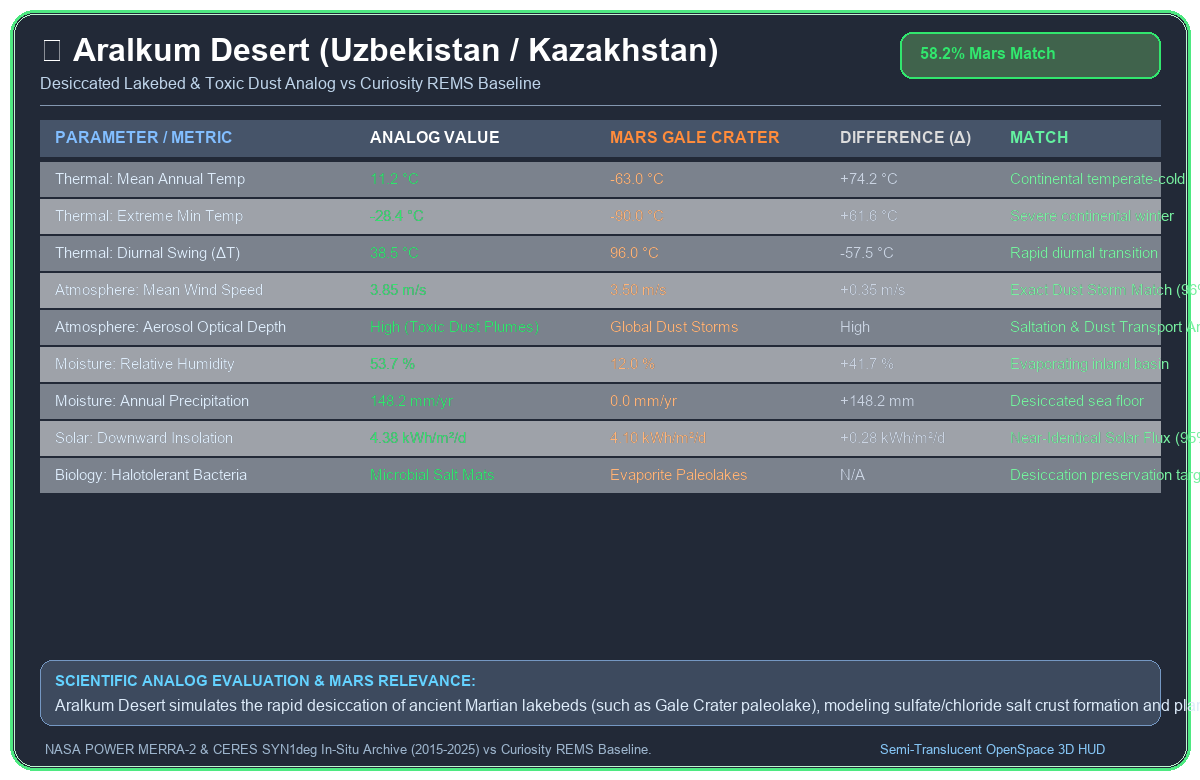 Aralkum Desert (Uzbekistan / Kazakhstan)
58.2% Mars Match
Desiccated Lakebed & Toxic Dust Analog vs Curiosity REMS Baseline
PARAMETER / METRIC ANALOG VALUE MARS GALE CRATER DIFFERENCE (Δ) MATCH
Thermal: Mean Annual Temp 11.2 °C -63.0 °C +74.2 °C Continental temperate-cold
Thermal: Extreme Min Temp -26.4 °C -90.0 °C +61.6 °C Severe continental winter
Thermal: Diurnal Swing (ΔT) 38.5 °C 96.0 °C -57.5 °C Rapid diurnal transition
Atmosphere: Mean Wind Speed 3.85 m/s 3.50 m/s +0.35 m/s Exact Dust Storm Match (96%
Atmosphere: Aerosol Optical Depth High (Toxic Dust Plumes) Global Dust Storms High Saltation & Dust Transport
Moisture: Relative Humidity 53.7 % 12.0 % +41.7 % Evaporating inland basin
Moisture: Annual Precipitation 148.2 mm/yr 0.0 mm/yr +148.2 mm Desiccated sea floor
Solar: Downward Insolation 4.38 kWh/m²/d 4.10 kWh/m²/d +0.28 kWh/m²/d Near-Identical Solar Flux (95%
Biology: Halotolerant Bacteria Microbial Salt Mats Evaporite Paleolakes N/A Desiccation preservation
SCIENTIFIC ANALOG EVALUATION & MARS RELEVANCE:
Aralkum Desert simulates the rapid desiccation of ancient Martian lakebeds (such as Gale Crater paleolake), modeling sulfate/chloride salt crust formation and
NASA POWER MERRA-2 & CERES SYN1deg In-Situ Archive (2015-2025) vs Curiosity REMS Baseline.
Semi-Translucent OpenSpace 3D HUD